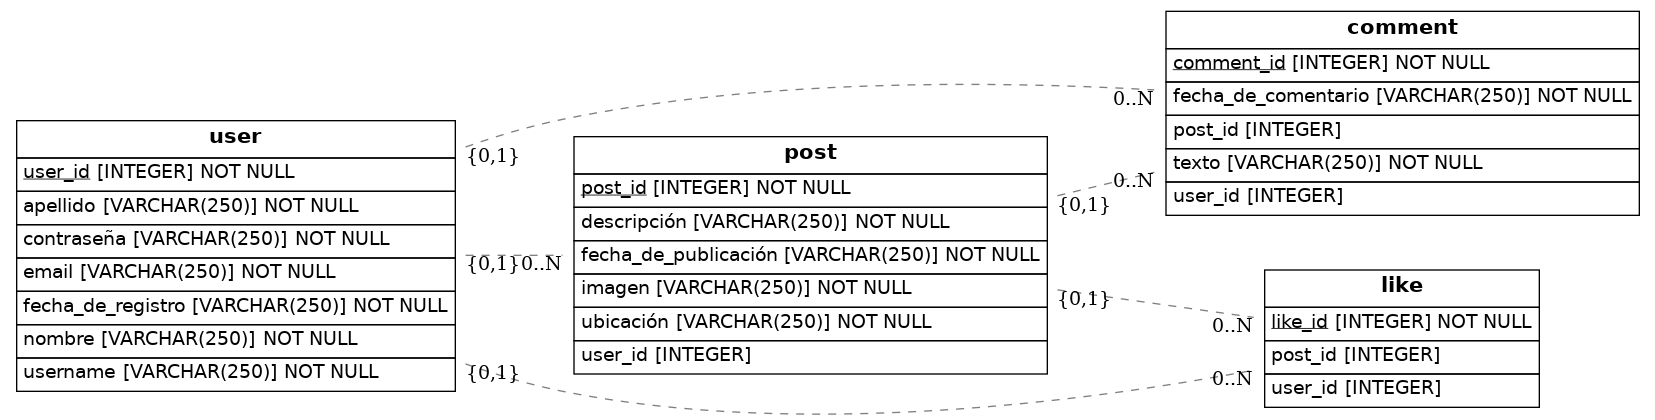 user
user_id [INTEGER] NOT NULL
apellido [VARCHAR(250)] NOT NULL
contraseña [VARCHAR(250)] NOT NULL
email [VARCHAR(250)] NOT NULL
fecha_de_registro [VARCHAR(250)] NOT NULL
nombre [VARCHAR(250)] NOT NULL
username [VARCHAR(250)] NOT NULL
{0,1}
{0,1}
{0,1}
0..N
post
post_id [INTEGER] NOT NULL
descripción [VARCHAR(250)] NOT NULL
fecha_de_publicación [VARCHAR(250)] NOT NULL
imagen [VARCHAR(250)] NOT NULL
ubicación [VARCHAR(250)] NOT NULL
user_id [INTEGER]
{0,1}
{0,1}
0..N
0..N
comment
comment_id [INTEGER] NOT NULL
fecha_de_comentario [VARCHAR(250)] NOT NULL
post_id [INTEGER]
texto [VARCHAR(250)] NOT NULL
user_id [INTEGER]
0..N
0..N
like
like_id [INTEGER] NOT NULL
post_id [INTEGER]
user_id [INTEGER]